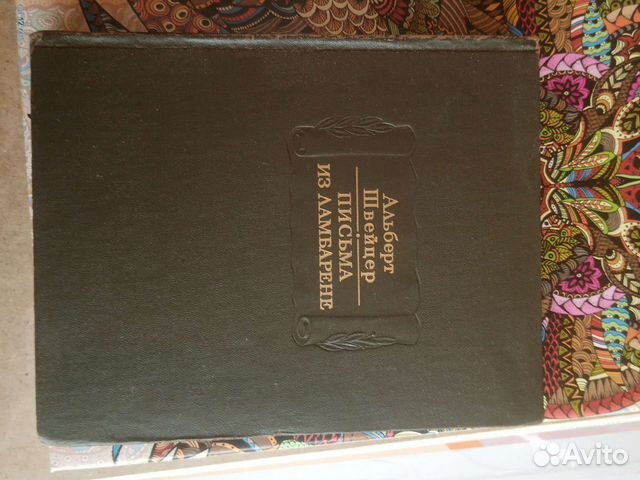 Альберт
Швейцер
ПИСЬМА
ИЗ ЛАМБАРЕНЕ
Avito